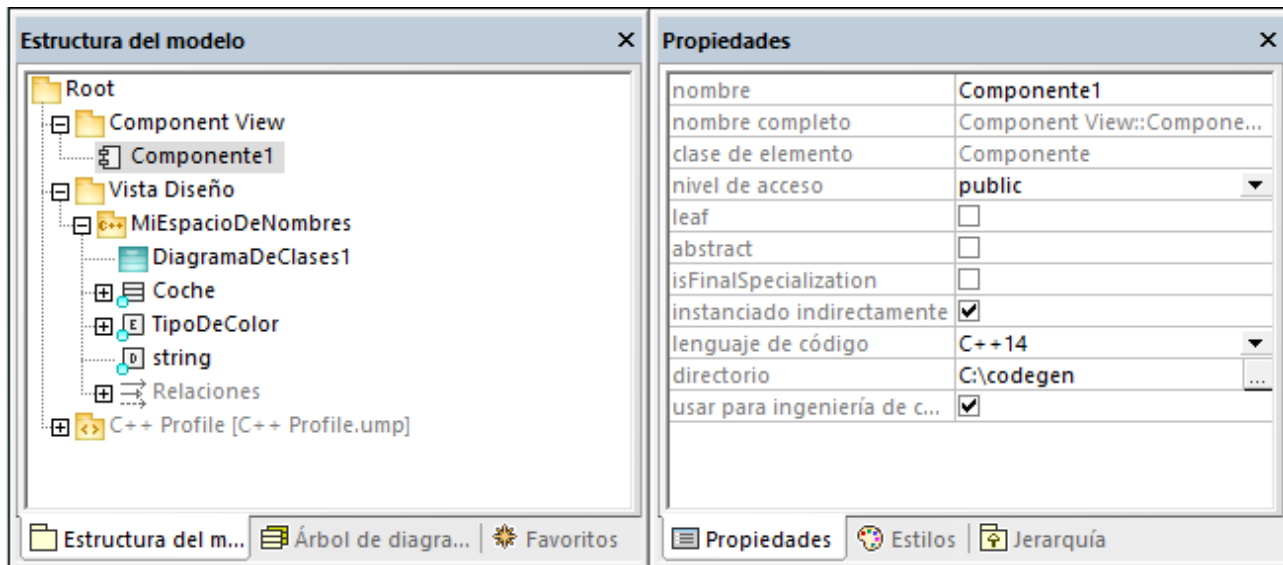 Estructura del modelo
Root
Component View
Componente1
Vista Diseño
C++ MiEspacioDeNombres
DiagramaDeClases1
Coche
E TipoDeColor
D string
Relaciones
C++ Profile [C++ Profile.ump]
Estructura del m...
Árbol de diagra...
Favoritos
Propiedades
nombre Componente1
nombre completo Component View::Compone...
clase de elemento Componente
nivel de acceso public
leaf
abstract
isFinalSpecialization
instanciado indirectamente
lenguaje de código C++14
directorio C:\codegen ...
usar para ingeniería de c...
Propiedades
Estilos
Jerarquía